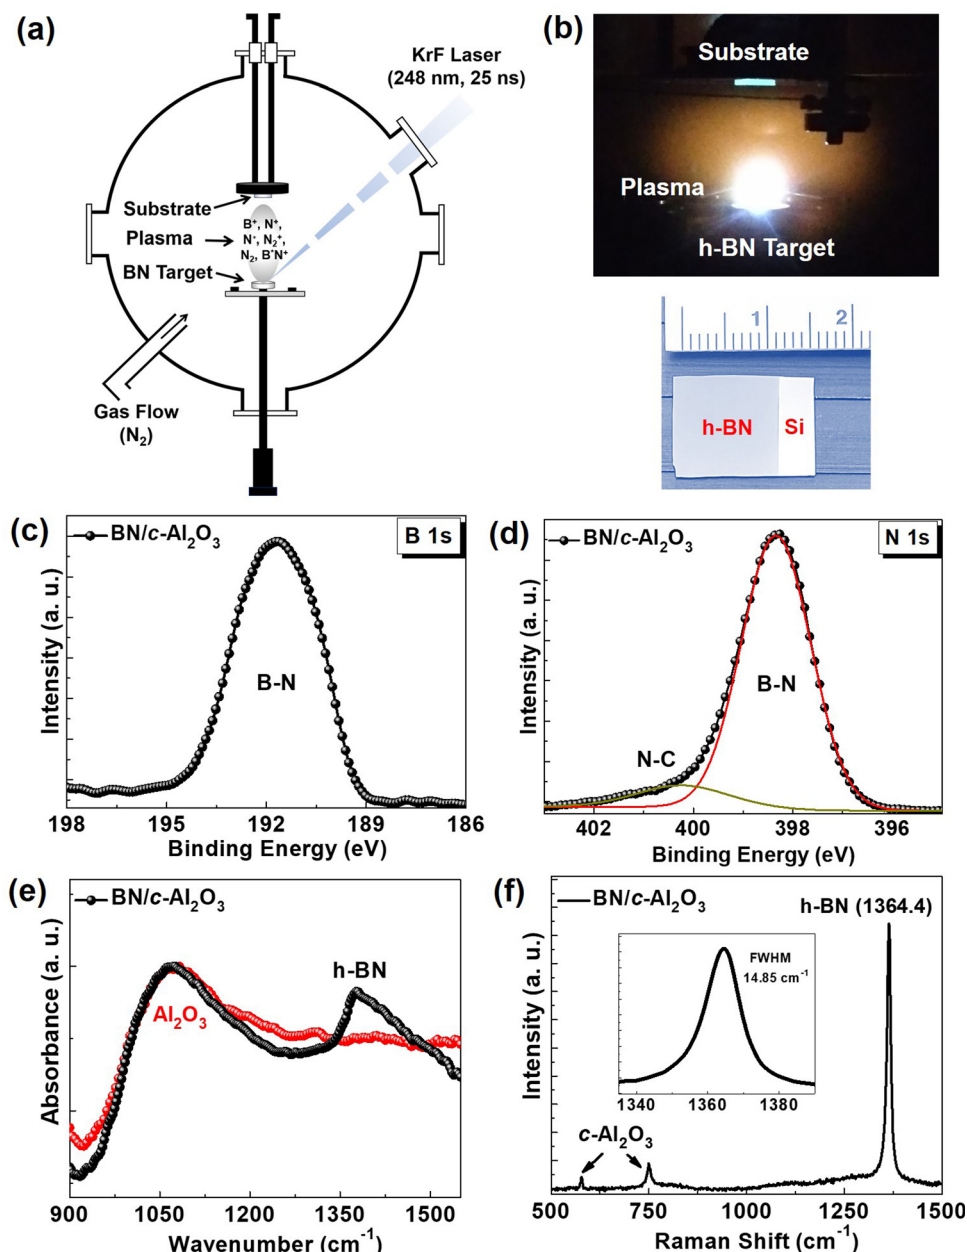 (a)
KrF Laser
(248 nm, 25 ns)
Substrate
Plasma
B⁺, N⁺,
N*, N₂⁺,
N₂, B*N⁺
BN Target
Gas Flow
(N₂)
(b)
Substrate
Plasma
h-BN Target
1
2
h-BN
Si
(c)
BN/c-Al₂O₃
B 1s
Intensity (a. u.)
B-N
198
195
192
189
186
Binding Energy (eV)
(d)
BN/c-Al₂O₃
N 1s
Intensity (a. u.)
B-N
N-C
402
400
398
396
Binding Energy (eV)
(e)
BN/c-Al₂O₃
Absorbance (a. u.)
h-BN
Al₂O₃
900
1050
1200
1350
1500
Wavenumber (cm⁻¹)
(f)
BN/c-Al₂O₃
h-BN (1364.4)
Intensity (a. u.)
FWHM
14.85 cm⁻¹
1340
1360
1380
c-Al₂O₃
500
750
1000
1250
1500
Raman Shift (cm⁻¹)